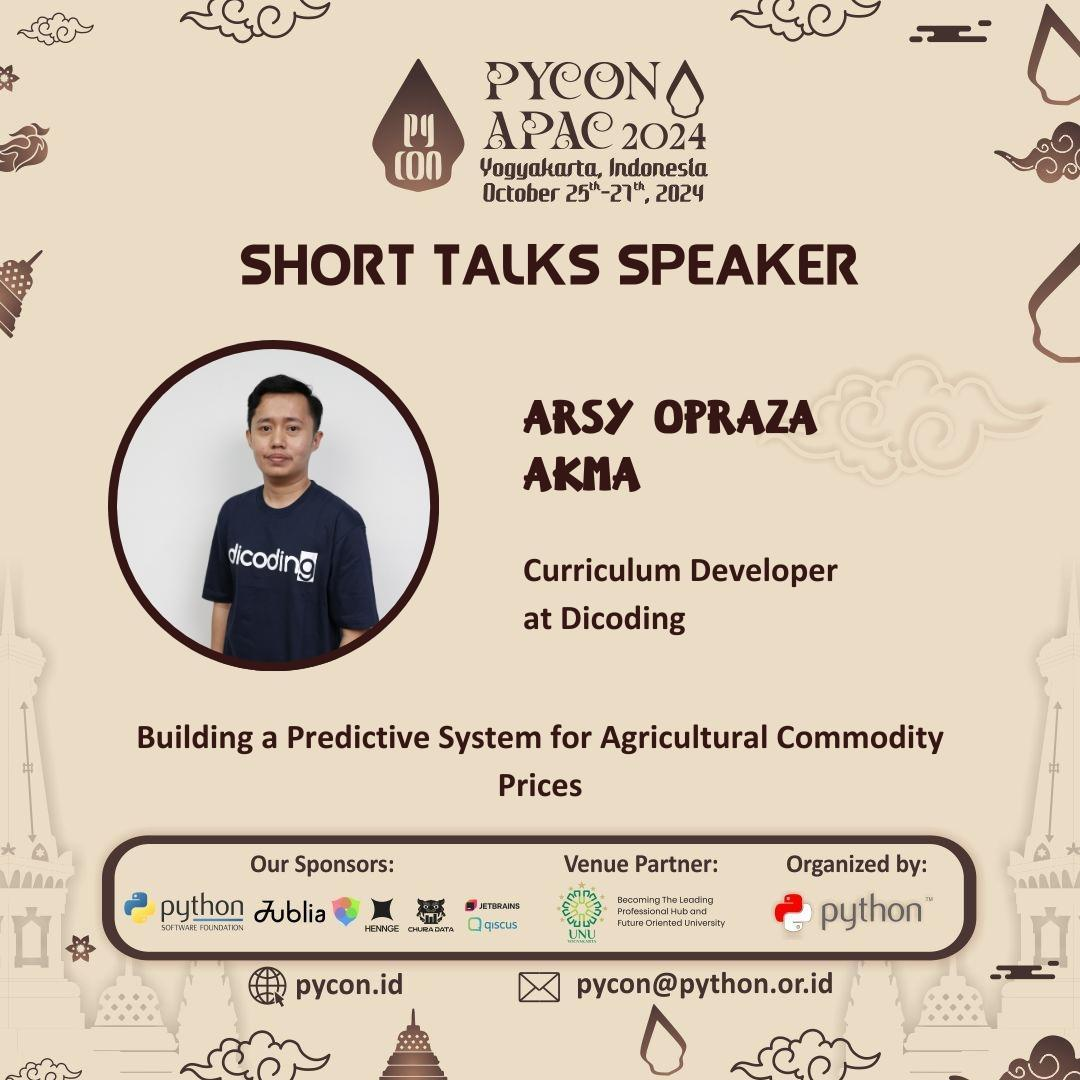 PY
CON
PYCON
APAC 2024
Yogyakarta, Indonesia
October 25th-27th, 2024
SHORT TALKS SPEAKER
dicoding
ARSY OPRAZA
AKMA
Curriculum Developer
at Dicoding
Building a Predictive System for Agricultural Commodity
Prices
Our Sponsors:
python
SOFTWARE FOUNDATION
Jublia
HENNGE
CHURA DATA
JETBRAINS
qiscus
Venue Partner:
UNU
YOGYAKARTA
Becoming The Leading
Professional Hub and
Future Oriented University
Organized by:
python™
pycon.id
pycon@python.or.id